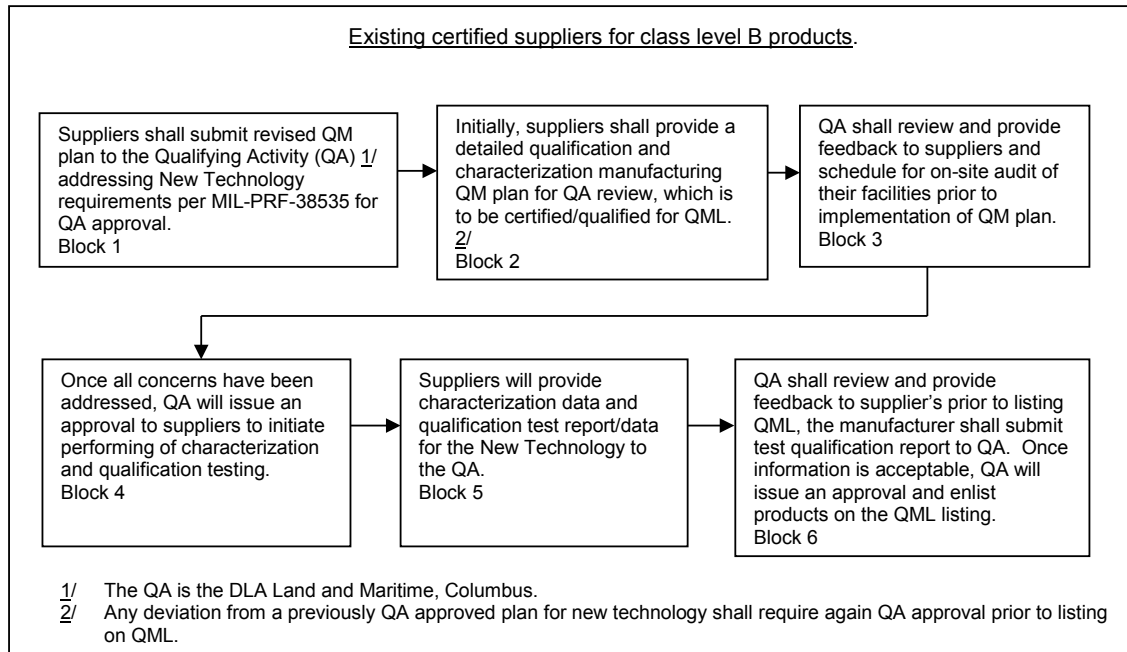 Existing certified suppliers for class level B products.
Suppliers shall submit revised QM
plan to the Qualifying Activity (QA) 1/
addressing New Technology
requirements per MIL-PRF-38535 for
QA approval.
Block 1
Initially, suppliers shall provide a
detailed qualification and
characterization manufacturing
QM plan for QA review, which is
to be certified/qualified for QML.
2/
Block 2
QA shall review and provide
feedback to suppliers and
schedule for on-site audit of
their facilities prior to
implementation of QM plan.
Block 3
Once all concerns have been
addressed, QA will issue an
approval to suppliers to initiate
performing of characterization
and qualification testing.
Block 4
Suppliers will provide
characterization data and
qualification test report/data
for the New Technology to
the QA.
Block 5
QA shall review and provide
feedback to supplier's prior to listing
QML, the manufacturer shall submit
test qualification report to QA.  Once
information is acceptable, QA will
issue an approval and enlist
products on the QML listing.
Block 6
1/ The QA is the DLA Land and Maritime, Columbus.
2/ Any deviation from a previously QA approved plan for new technology shall require again QA approval prior to listing
on QML.